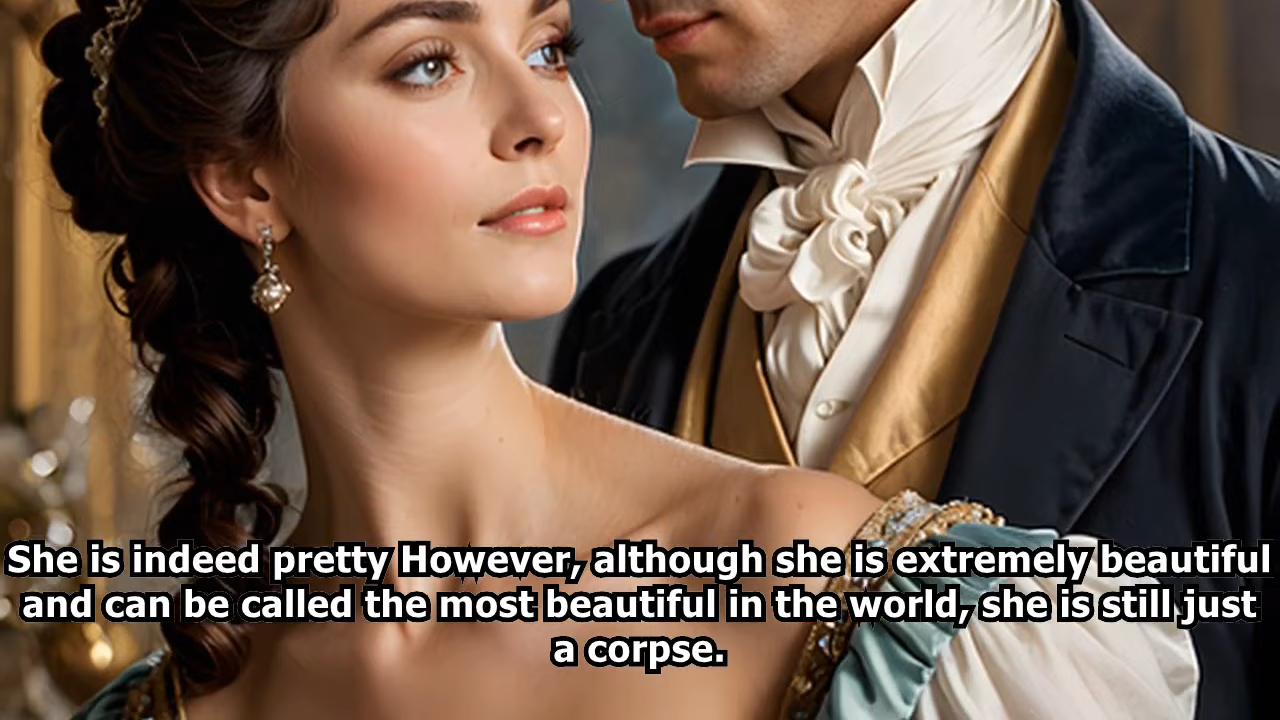 She is indeed pretty However, although she is extremely beautiful
and can be called the most beautiful in the world, she is still just
a corpse.